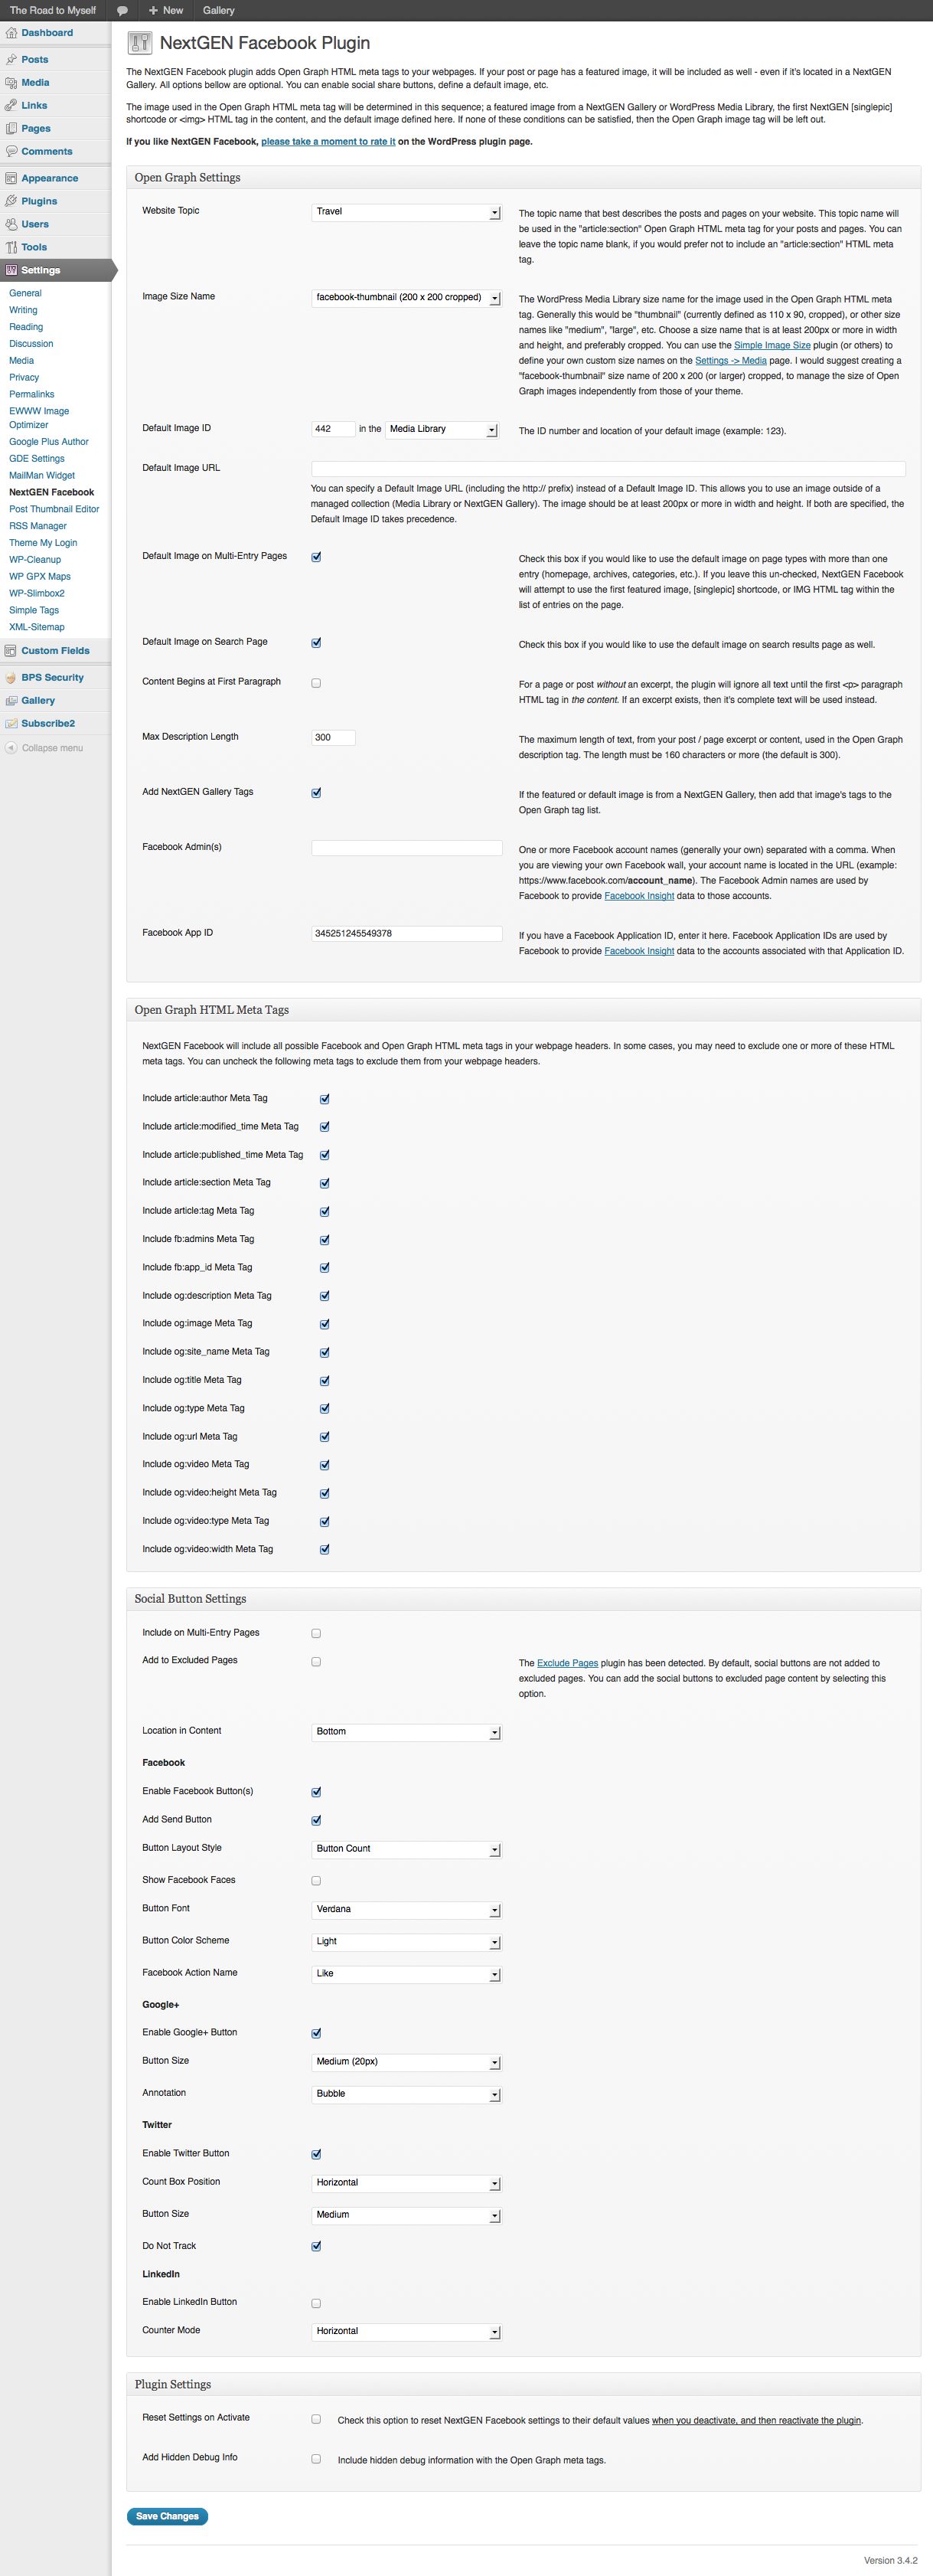 The Road to Myself
New
Gallery
Dashboard
Posts
Media
Links
Pages
Comments
Appearance
Plugins
Users
Tools
Settings
General
Writing
Reading
Discussion
Media
Privacy
Permalinks
EWWW Image
Optimizer
Google Plus Author
GDE Settings
MailMan Widget
NextGEN Facebook
Post Thumbnail Editor
RSS Manager
Theme My Login
WP-Cleanup
WP GPX Maps
WP-Slimbox2
Simple Tags
XML-Sitemap
Custom Fields
BPS Security
Gallery
Subscribe2
Collapse menu
NextGEN Facebook Plugin
The NextGEN Facebook plugin adds Open Graph HTML meta tags to your webpages. If your post or page has a featured image, it will be included as well - even if it's located in a NextGEN
Gallery. All options bellow are optional. You can enable social share buttons, define a default image, etc.
The image used in the Open Graph HTML meta tag will be determined in this sequence; a featured image from a NextGEN Gallery or WordPress Media Library, the first NextGEN [singlepic]
shortcode or <img> HTML tag in the content, and the default image defined here. If none of these conditions can be satisfied, then the Open Graph image tag will be left out.
If you like NextGEN Facebook, please take a moment to rate it on the WordPress plugin page.
Open Graph Settings
Website Topic
Travel
The topic name that best describes the posts and pages on your website. This topic name will
be used in the "article:section" Open Graph HTML meta tag for your posts and pages. You can
leave the topic name blank, if you would prefer not to include an "article:section" HTML meta
tag.
Image Size Name
facebook-thumbnail (200 x 200 cropped)
The WordPress Media Library size name for the image used in the Open Graph HTML meta
tag. Generally this would be "thumbnail" (currently defined as 110 x 90, cropped), or other size
names like "medium", "large", etc. Choose a size name that is at least 200px or more in width
and height, and preferably cropped. You can use the Simple Image Size plugin (or others) to
define your own custom size names on the Settings -> Media page. I would suggest creating a
"facebook-thumbnail" size name of 200 x 200 (or larger) cropped, to manage the size of Open
Graph images independently from those of your theme.
Default Image ID
442 in the Media Library
The ID number and location of your default image (example: 123).
Default Image URL
You can specify a Default Image URL (including the http:// prefix) instead of a Default Image ID. This allows you to use an image outside of a
managed collection (Media Library or NextGEN Gallery). The image should be at least 200px or more in width and height. If both are specified, the
Default Image ID takes precedence.
Default Image on Multi-Entry Pages
Check this box if you would like to use the default image on page types with more than one
entry (homepage, archives, categories, etc.). If you leave this un-checked, NextGEN Facebook
will attempt to use the first featured image, [singlepic] shortcode, or IMG HTML tag within the
list of entries on the page.
Default Image on Search Page
Check this box if you would like to use the default image on search results page as well.
Content Begins at First Paragraph
For a page or post without an excerpt, the plugin will ignore all text until the first <p> paragraph
HTML tag in the content. If an excerpt exists, then it's complete text will be used instead.
Max Description Length
300
The maximum length of text, from your post / page excerpt or content, used in the Open Graph
description tag. The length must be 160 characters or more (the default is 300).
Add NextGEN Gallery Tags
If the featured or default image is from a NextGEN Gallery, then add that image's tags to the
Open Graph tag list.
Facebook Admin(s)
One or more Facebook account names (generally your own) separated with a comma. When
you are viewing your own Facebook wall, your account name is located in the URL (example:
https://www.facebook.com/account_name). The Facebook Admin names are used by
Facebook to provide Facebook Insight data to those accounts.
Facebook App ID
345251245549378
If you have a Facebook Application ID, enter it here. Facebook Application IDs are used by
Facebook to provide Facebook Insight data to the accounts associated with that Application ID.
Open Graph HTML Meta Tags
NextGEN Facebook will include all possible Facebook and Open Graph HTML meta tags in your webpage headers. In some cases, you may need to exclude one or more of these HTML
meta tags. You can uncheck the following meta tags to exclude them from your webpage headers.
Include article:author Meta Tag
Include article:modified_time Meta Tag
Include article:published_time Meta Tag
Include article:section Meta Tag
Include article:tag Meta Tag
Include fb:admins Meta Tag
Include fb:app_id Meta Tag
Include og:description Meta Tag
Include og:image Meta Tag
Include og:site_name Meta Tag
Include og:title Meta Tag
Include og:type Meta Tag
Include og:url Meta Tag
Include og:video Meta Tag
Include og:video:height Meta Tag
Include og:video:type Meta Tag
Include og:video:width Meta Tag
Social Button Settings
Include on Multi-Entry Pages
Add to Excluded Pages
The Exclude Pages plugin has been detected. By default, social buttons are not added to
excluded pages. You can add the social buttons to excluded page content by selecting this
option.
Location in Content
Bottom
Facebook
Enable Facebook Button(s)
Add Send Button
Button Layout Style
Button Count
Show Facebook Faces
Button Font
Verdana
Button Color Scheme
Light
Facebook Action Name
Like
Google+
Enable Google+ Button
Button Size
Medium (20px)
Annotation
Bubble
Twitter
Enable Twitter Button
Count Box Position
Horizontal
Button Size
Medium
Do Not Track
LinkedIn
Enable LinkedIn Button
Counter Mode
Horizontal
Plugin Settings
Reset Settings on Activate
Check this option to reset NextGEN Facebook settings to their default values when you deactivate, and then reactivate the plugin.
Add Hidden Debug Info
Include hidden debug information with the Open Graph meta tags.
Save Changes
Version 3.4.2